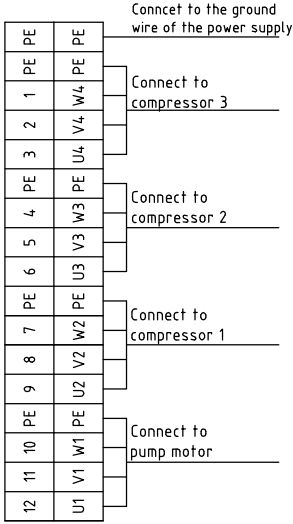 Conncet to the ground
wire of the power supply
PE PE
PE PE
1 W4
Connect to
compressor 3
2 V4
3 U4
PE PE
Connect to
compressor 2
4 W3
5 V3
6 U3
PE PE
Connect to
compressor 1
7 W2
8 V2
9 U2
PE PE
Connect to
pump motor
10 W1
11 V1
12 U1